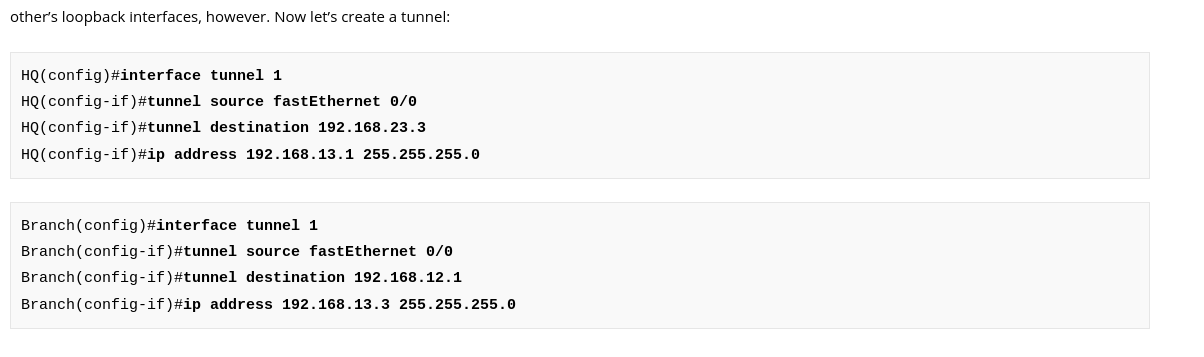 other’s loopback interfaces, however. Now let’s create a tunnel:
HQ(config)#interface tunnel 1
HQ(config-if)#tunnel source fastEthernet 0/0
HQ(config-if)#tunnel destination 192.168.23.3
HQ(config-if)#ip address 192.168.13.1 255.255.255.0
Branch(config)#interface tunnel 1
Branch(config-if)#tunnel source fastEthernet 0/0
Branch(config-if)#tunnel destination 192.168.12.1
Branch(config-if)#ip address 192.168.13.3 255.255.255.0